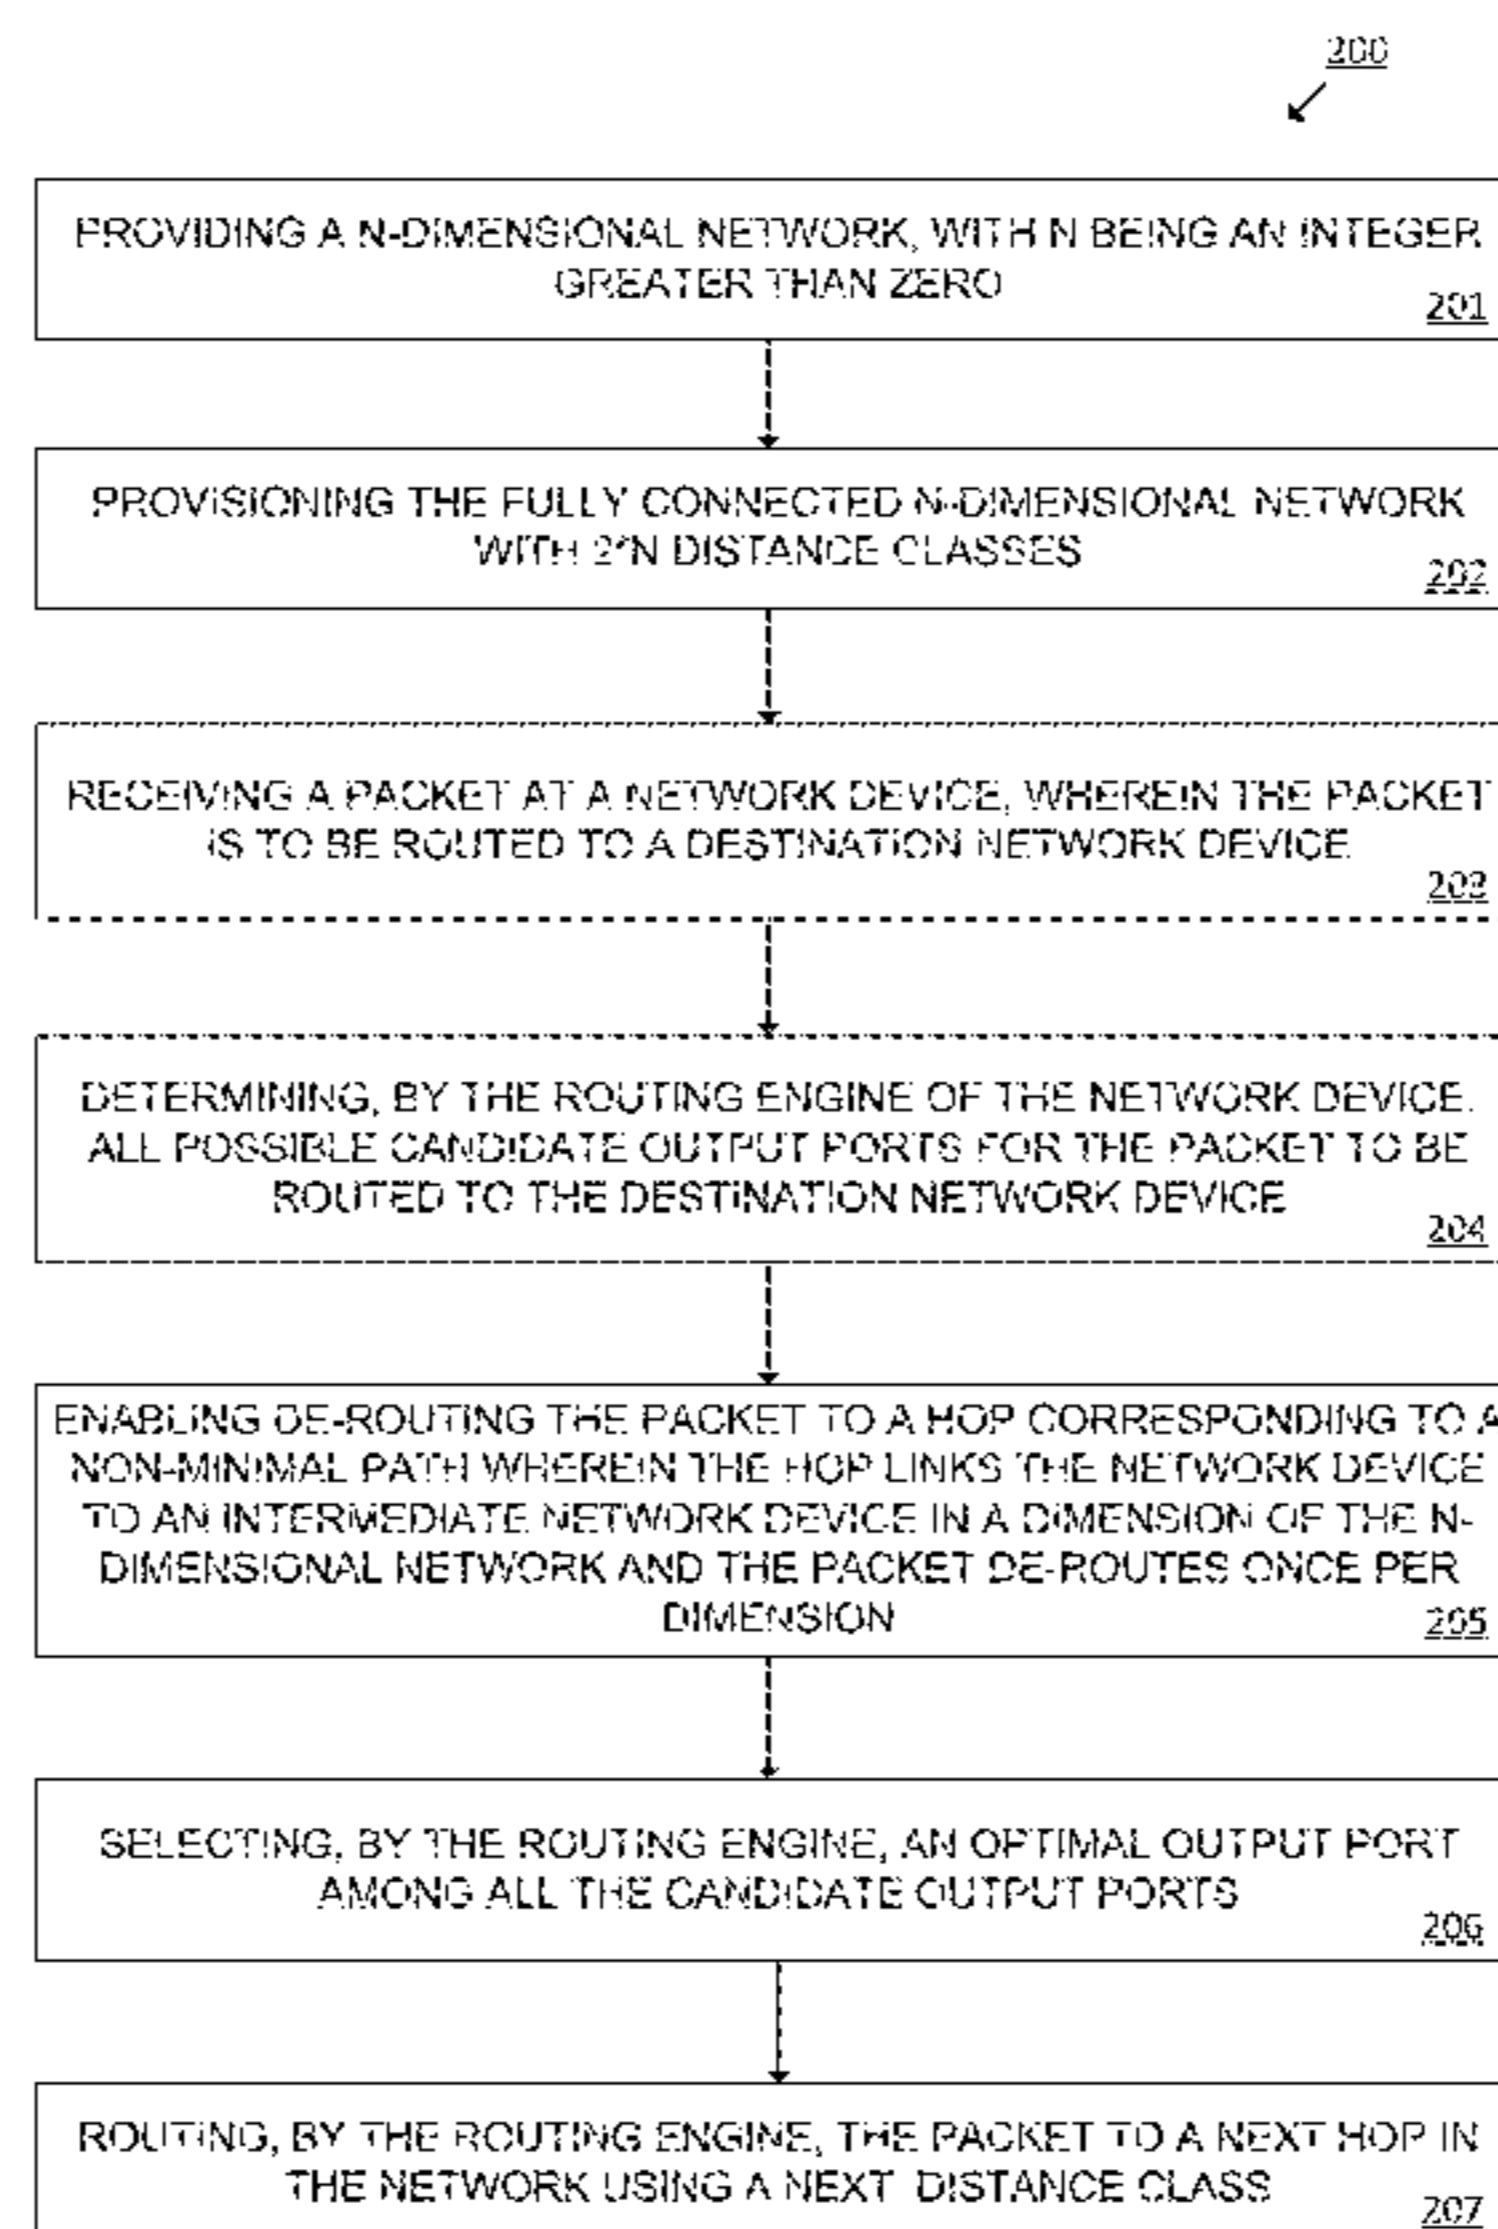 200
PROVIDING A N-DIMENSIONAL NETWORK, WITH N BEING AN INTEGER
GREATER THAN ZERO
201
PROVISIONING THE FULLY CONNECTED N-DIMENSIONAL NETWORK
WITH 2*N DISTANCE CLASSES
202
RECEIVING A PACKET AT A NETWORK DEVICE, WHEREIN THE PACKET
IS TO BE ROUTED TO A DESTINATION NETWORK DEVICE
203
DETERMINING, BY THE ROUTING ENGINE OF THE NETWORK DEVICE,
ALL POSSIBLE CANDIDATE OUTPUT PORTS FOR THE PACKET TO BE
ROUTED TO THE DESTINATION NETWORK DEVICE
204
ENABLING DE-ROUTING THE PACKET TO A HOP CORRESPONDING TO A
NON-MINIMAL PATH WHEREIN THE HOP LINKS THE NETWORK DEVICE
TO AN INTERMEDIATE NETWORK DEVICE IN A DIMENSION OF THE N-
DIMENSIONAL NETWORK AND THE PACKET DE-ROUTES ONCE PER
DIMENSION
205
SELECTING, BY THE ROUTING ENGINE, AN OPTIMAL OUTPUT PORT
AMONG ALL THE CANDIDATE OUTPUT PORTS
206
ROUTING, BY THE ROUTING ENGINE, THE PACKET TO A NEXT HOP IN
THE NETWORK USING A NEXT DISTANCE CLASS
207